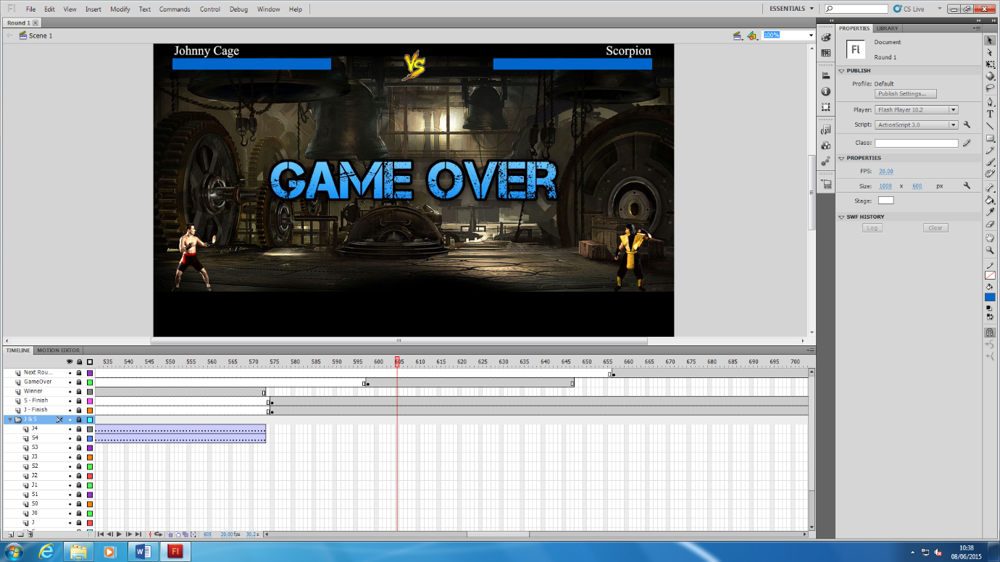 Fl File Edit View Insert Modify Text Commands Control Debug Window Help ESSENTIALS CS Live
Round 1
Scene 1 100%
Johnny Cage VS Scorpion
GAME OVER
PROPERTIES LIBRARY
Fl Document
Round 1
PUBLISH
Profile: Default
Publish Settings...
Player: Flash Player 10.2
Script: ActionScript 3.0
Class:
PROPERTIES
FPS: 20.00
Size: 1000 x 600 px
Stage:
SWF HISTORY
Log Clear
TIMELINE MOTION EDITOR
535 540 545 550 555 560 565 570 575 580 585 590 595 600 605 610 615 620 625 630 635 640 645 650 655 660 665 670 675 680 685 690 695 700
Next Rou...
GameOver
Winner
S - Finish
J - Finish
J & S
J4
S4
S3
J3
S2
J2
J1
S1
S0
J0
J
605 20.00 fps 30.2 s
W Fl 10:38
08/06/2015